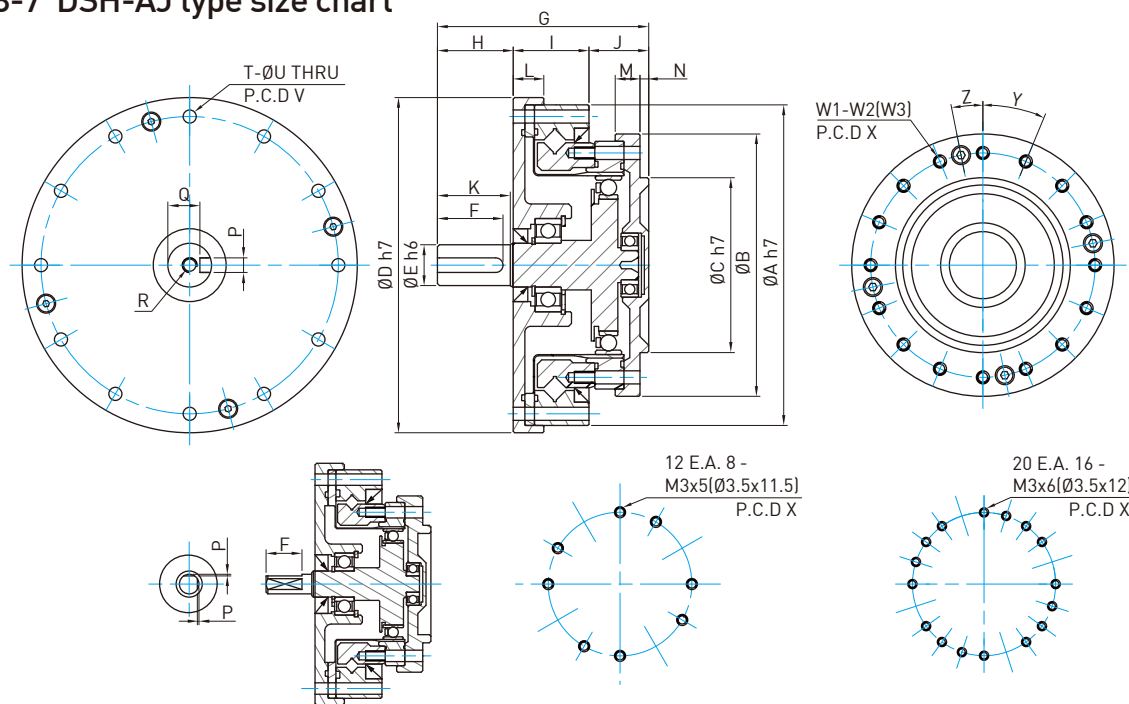 DSH-AJ type size chart
G
H
I
J
L
M
N
T-ØU THRU
P.C.D V
W1-W2(W3)
P.C.D X
Z
Y
K
F
Q
P
R
ØD h7
ØE h6
ØC h7
ØB
ØA h7
12 E.A. 8 -
M3x5(Ø3.5x11.5)
P.C.D X
20 E.A. 16 -
M3x6(Ø3.5x12)
P.C.D X
P
P
F